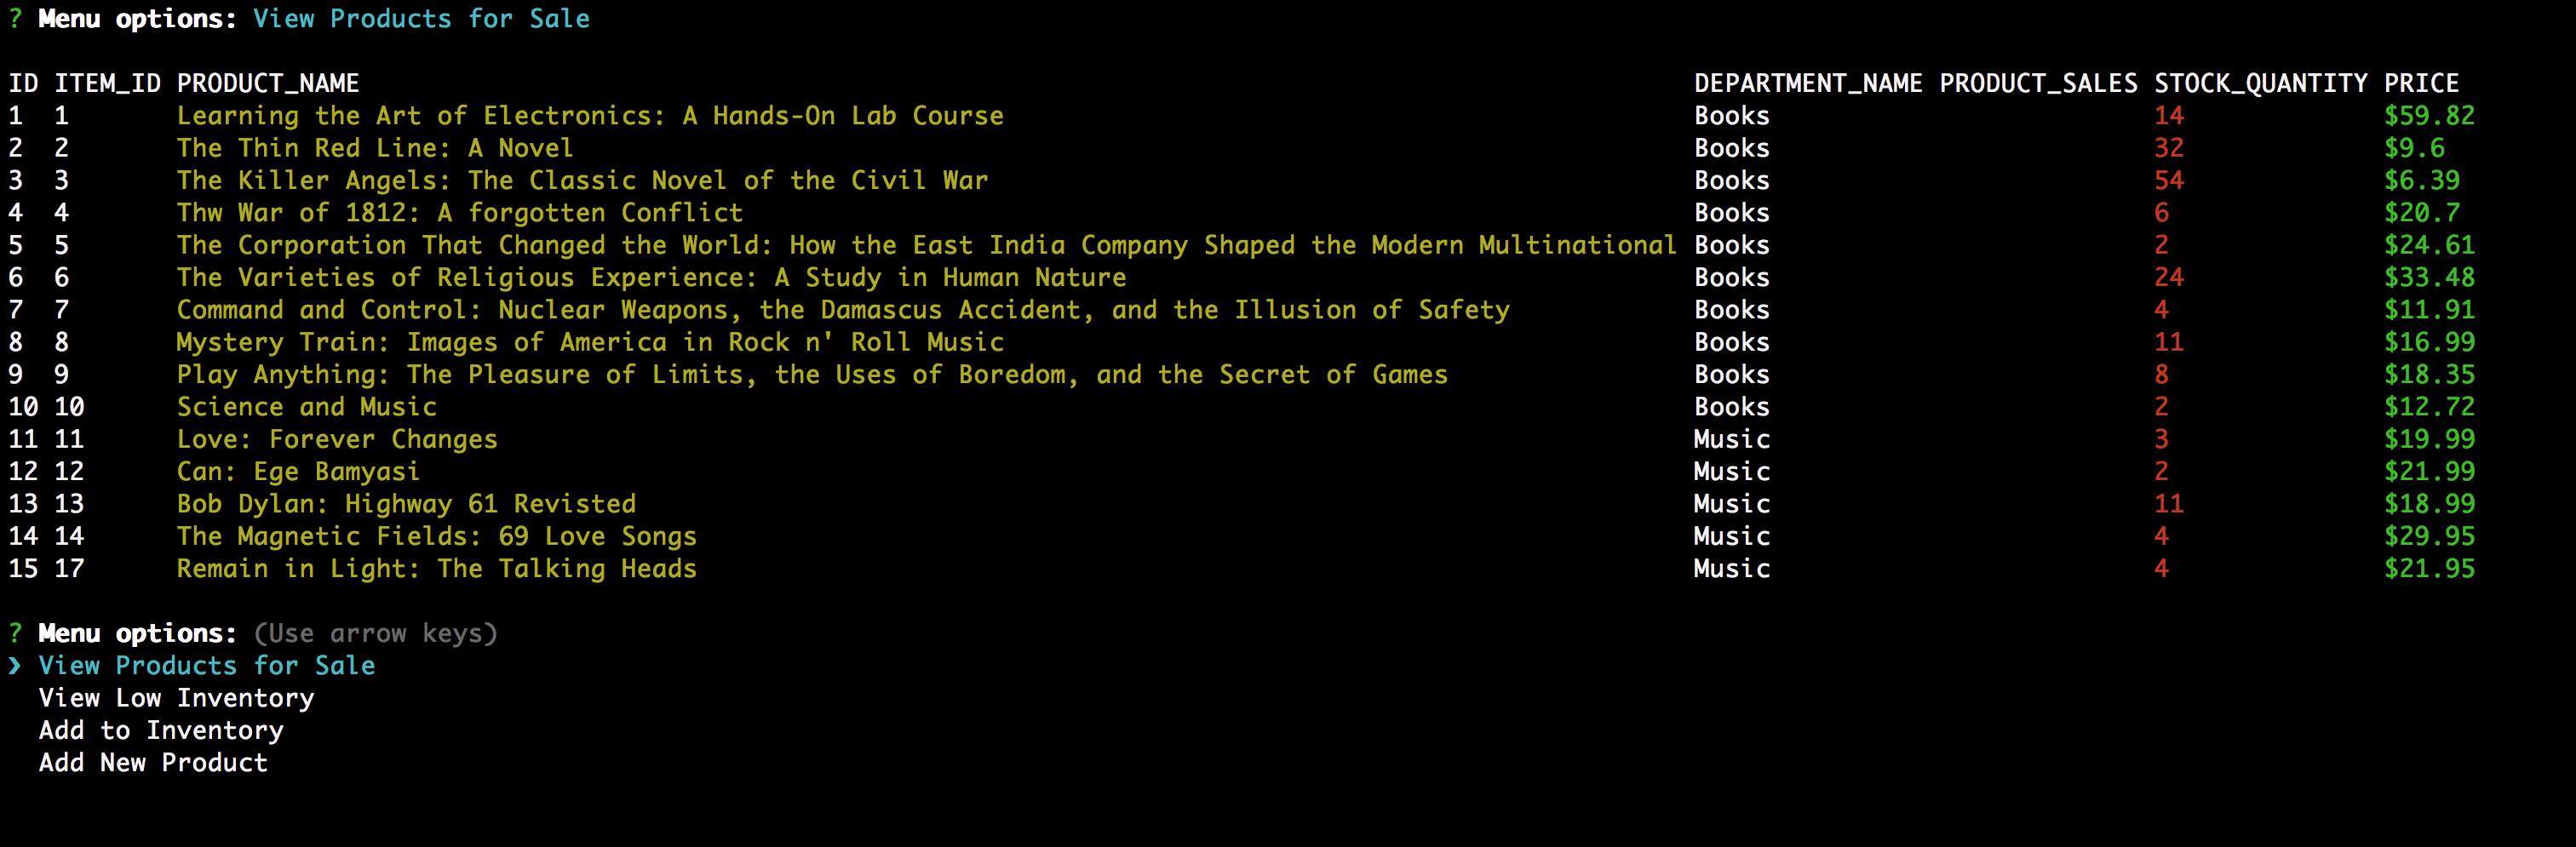 ? Menu options: View Products for Sale
ID ITEM_ID PRODUCT_NAME DEPARTMENT_NAME PRODUCT_SALES STOCK_QUANTITY PRICE
1 1 Learning the Art of Electronics: A Hands-On Lab Course Books 14 $59.82
2 2 The Thin Red Line: A Novel Books 32 $9.6
3 3 The Killer Angels: The Classic Novel of the Civil War Books 54 $6.39
4 4 Thw War of 1812: A forgotten Conflict Books 6 $20.7
5 5 The Corporation That Changed the World: How the East India Company Shaped the Modern Multinational Books 2 $24.61
6 6 The Varieties of Religious Experience: A Study in Human Nature Books 24 $33.48
7 7 Command and Control: Nuclear Weapons, the Damascus Accident, and the Illusion of Safety Books 4 $11.91
8 8 Mystery Train: Images of America in Rock n' Roll Music Books 11 $16.99
9 9 Play Anything: The Pleasure of Limits, the Uses of Boredom, and the Secret of Games Books 8 $18.35
10 10 Science and Music Books 2 $12.72
11 11 Love: Forever Changes Music 3 $19.99
12 12 Can: Ege Bamyasi Music 2 $21.99
13 13 Bob Dylan: Highway 61 Revisted Music 11 $18.99
14 14 The Magnetic Fields: 69 Love Songs Music 4 $29.95
15 17 Remain in Light: The Talking Heads Music 4 $21.95
? Menu options: (Use arrow keys)
❯ View Products for Sale
View Low Inventory
Add to Inventory
Add New Product